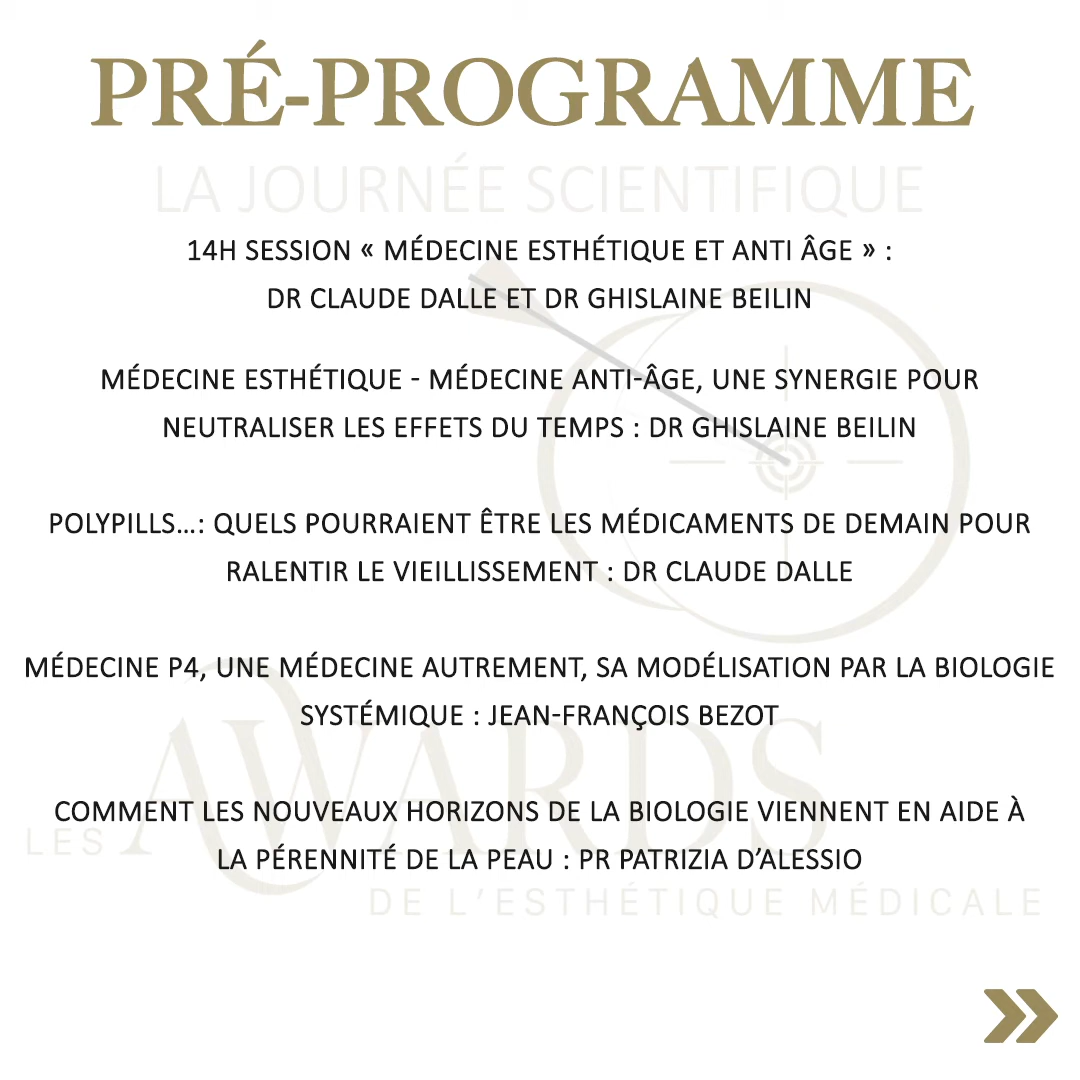 PRÉ-PROGRAMME
LA JOURNÉE SCIENTIFIQUE
14H SESSION « MÉDECINE ESTHÉTIQUE ET ANTI ÂGE » :
DR CLAUDE DALLE ET DR GHISLAINE BEILIN
MÉDECINE ESTHÉTIQUE - MÉDECINE ANTI-ÂGE, UNE SYNERGIE POUR
NEUTRALISER LES EFFETS DU TEMPS : DR GHISLAINE BEILIN
POLYPILLS...: QUELS POURRAIENT ÊTRE LES MÉDICAMENTS DE DEMAIN POUR
RALENTIR LE VIEILLISSEMENT : DR CLAUDE DALLE
MÉDECINE P4, UNE MÉDECINE AUTREMENT, SA MODÉLISATION PAR LA BIOLOGIE
SYSTÉMIQUE : JEAN-FRANÇOIS BEZOT
COMMENT LES NOUVEAUX HORIZONS DE LA BIOLOGIE VIENNENT EN AIDE À
LA PÉRENNITÉ DE LA PEAU : PR PATRIZIA D’ALESSIO
LES AWARDS
DE L’ESTHÉTIQUE MÉDICALE